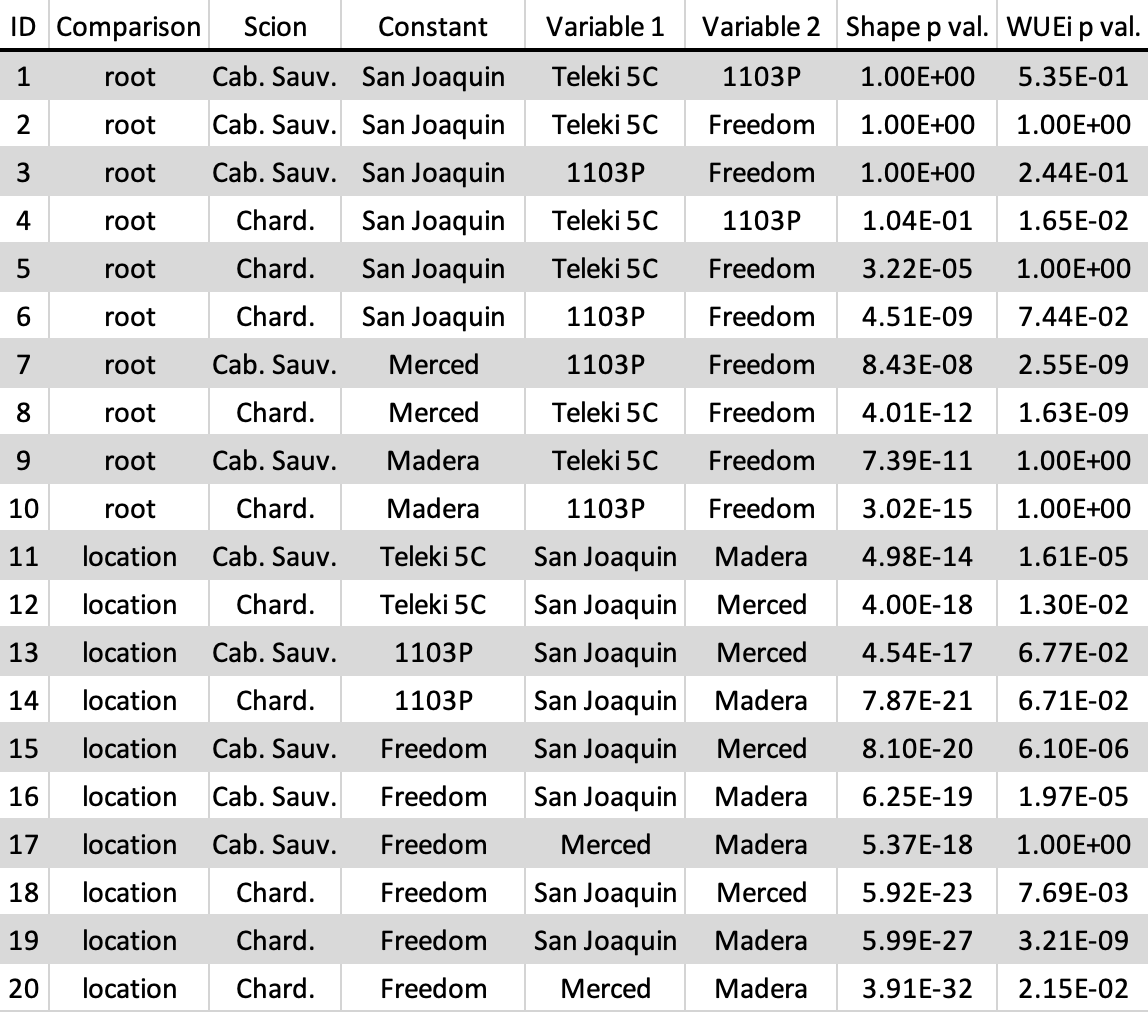 ID Comparison Scion Constant Variable 1 Variable 2 Shape p val. WUEi p val.
1 root Cab. Sauv. San Joaquin Teleki 5C 1103P 1.00E+00 5.35E-01
2 root Cab. Sauv. San Joaquin Teleki 5C Freedom 1.00E+00 1.00E+00
3 root Cab. Sauv. San Joaquin 1103P Freedom 1.00E+00 2.44E-01
4 root Chard. San Joaquin Teleki 5C 1103P 1.04E-01 1.65E-02
5 root Chard. San Joaquin Teleki 5C Freedom 3.22E-05 1.00E+00
6 root Chard. San Joaquin 1103P Freedom 4.51E-09 7.44E-02
7 root Cab. Sauv. Merced 1103P Freedom 8.43E-08 2.55E-09
8 root Chard. Merced Teleki 5C Freedom 4.01E-12 1.63E-09
9 root Cab. Sauv. Madera Teleki 5C Freedom 7.39E-11 1.00E+00
10 root Chard. Madera 1103P Freedom 3.02E-15 1.00E+00
11 location Cab. Sauv. Teleki 5C San Joaquin Madera 4.98E-14 1.61E-05
12 location Chard. Teleki 5C San Joaquin Merced 4.00E-18 1.30E-02
13 location Cab. Sauv. 1103P San Joaquin Merced 4.54E-17 6.77E-02
14 location Chard. 1103P San Joaquin Madera 7.87E-21 6.71E-02
15 location Cab. Sauv. Freedom San Joaquin Merced 8.10E-20 6.10E-06
16 location Cab. Sauv. Freedom San Joaquin Madera 6.25E-19 1.97E-05
17 location Cab. Sauv. Freedom Merced Madera 5.37E-18 1.00E+00
18 location Chard. Freedom San Joaquin Merced 5.92E-23 7.69E-03
19 location Chard. Freedom San Joaquin Madera 5.99E-27 3.21E-09
20 location Chard. Freedom Merced Madera 3.91E-32 2.15E-02